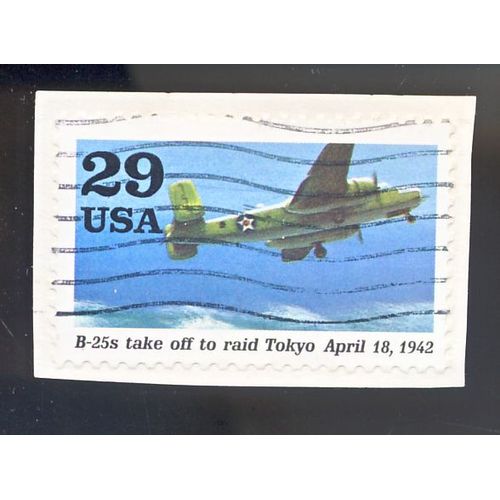 29
USA
B-25s take off to raid Tokyo April 18, 1942